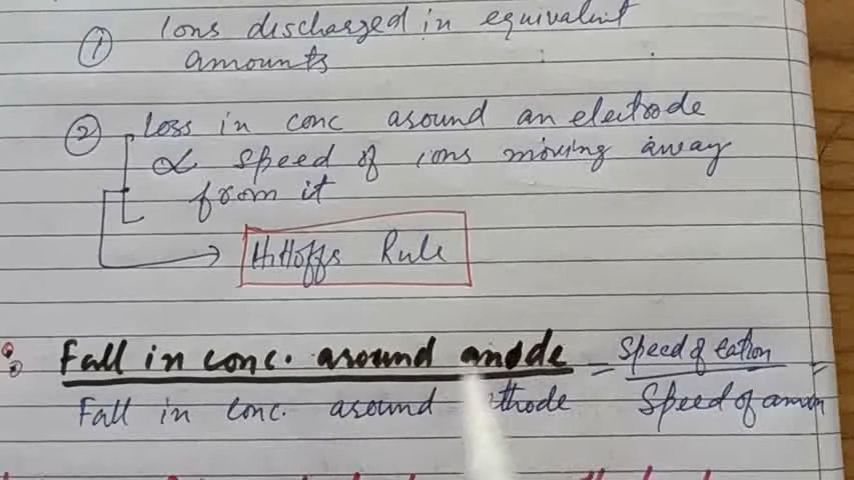 ① Ions discharged in equivalent
amounts
② Loss in conc around an electrode
∝ speed of ions moving away
from it
Hittoffs Rule
Fall in conc. around anode = Speed of cation =
Fall in conc. around thode Speed of anion